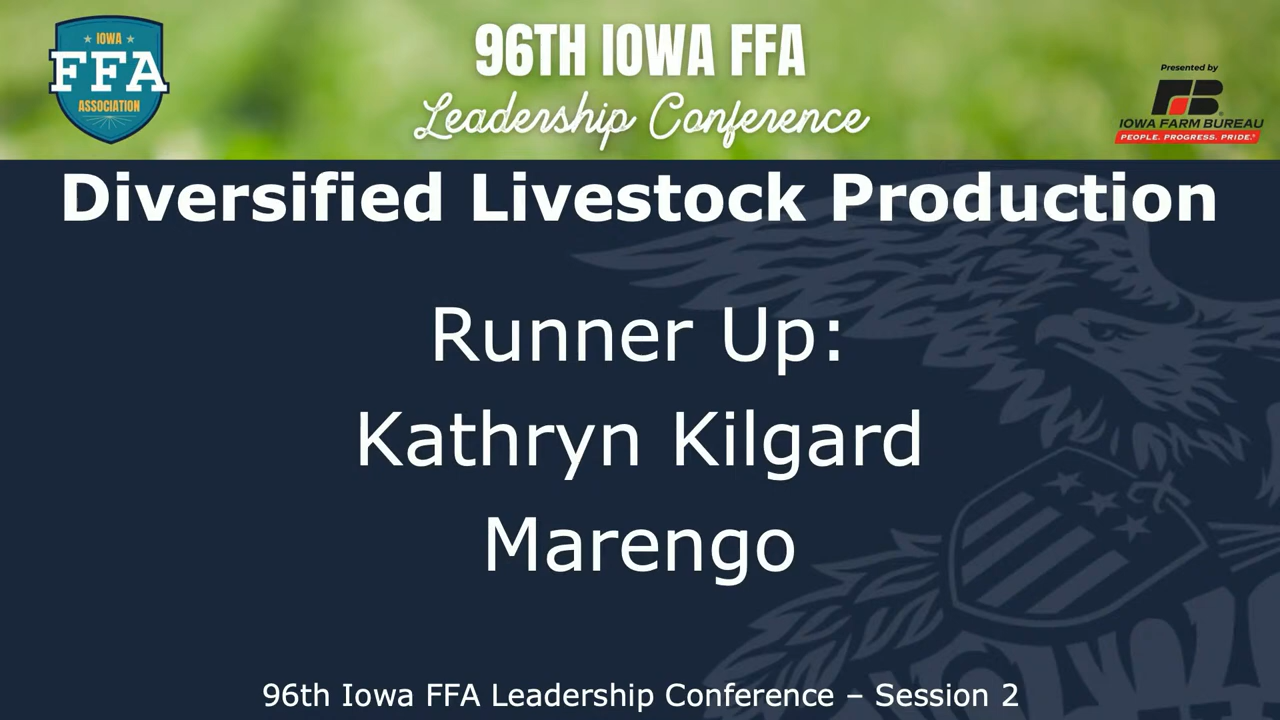 IOWA
FFA
ASSOCIATION
96TH IOWA FFA
Leadership Conference
Presented by
FB
IOWA FARM BUREAU
PEOPLE. PROGRESS. PRIDE.®
Diversified Livestock Production
Runner Up:
Kathryn Kilgard
Marengo
96th Iowa FFA Leadership Conference – Session 2